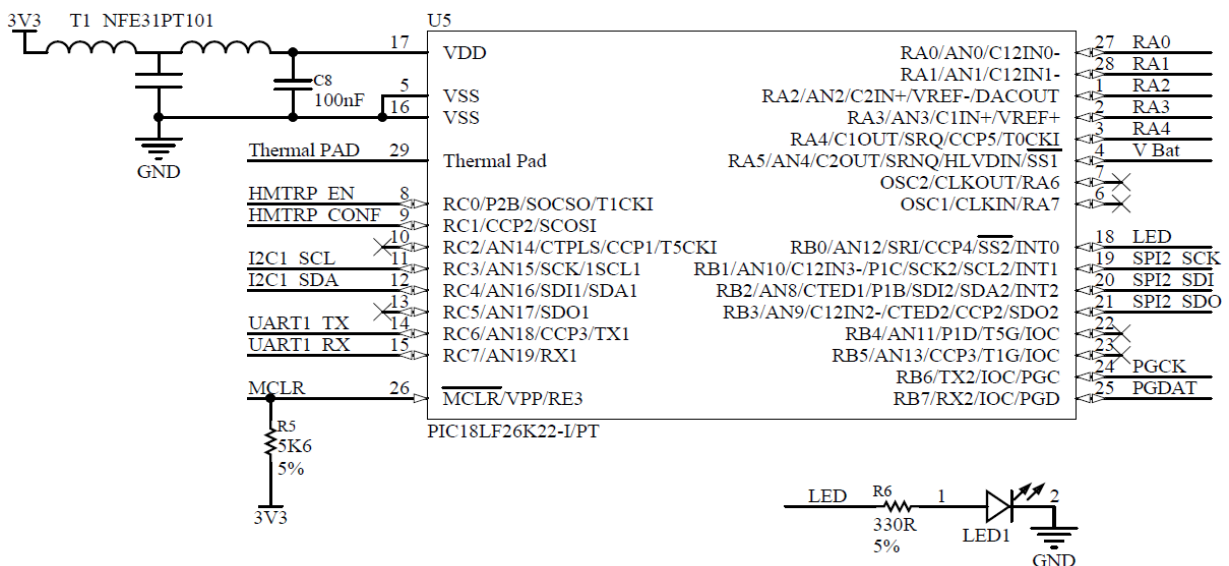 3V3 T1 NFE31PT101
C8
100nF
GND
U5
17 VDD
5 VSS
16 VSS
Thermal PAD 29 Thermal Pad
HMTRP_EN 8 RC0/P2B/SOCSO/T1CKI
HMTRP_CONF 9 RC1/CCP2/SCOSI
10 RC2/AN14/CTPLS/CCP1/T5CKI
I2C1_SCL 11 RC3/AN15/SCK/1SCL1
I2C1_SDA 12 RC4/AN16/SDI1/SDA1
13 RC5/AN17/SDO1
UART1_TX 14 RC6/AN18/CCP3/TX1
UART1_RX 15 RC7/AN19/RX1
MCLR 26 MCLR/VPP/RE3
RA0/AN0/C12IN0- 27 RA0
RA1/AN1/C12IN1- 28 RA1
RA2/AN2/C2IN+/VREF-/DACOUT 1 RA2
RA3/AN3/C1IN+/VREF+ 2 RA3
RA4/C1OUT/SRQ/CCP5/T0CKI 3 RA4
RA5/AN4/C2OUT/SRNQ/HLVDIN/SS1 4 V_Bat
OSC2/CLKOUT/RA6 7
OSC1/CLKIN/RA7 6
RB0/AN12/SRI/CCP4/SS2/INT0 18 LED
RB1/AN10/C12IN3-/P1C/SCK2/SCL2/INT1 19 SPI2_SCK
RB2/AN8/CTED1/P1B/SDI2/SDA2/INT2 20 SPI2_SDI
RB3/AN9/C12IN2-/CTED2/CCP2/SDO2 21 SPI2_SDO
RB4/AN11/P1D/T5G/IOC 22
RB5/AN13/CCP3/T1G/IOC 23
RB6/TX2/IOC/PGC 24 PGCK
RB7/RX2/IOC/PGD 25 PGDAT
PIC18LF26K22-I/PT
R5
5K6
5%
3V3
LED R6 1 2
330R LED1
5%
GND